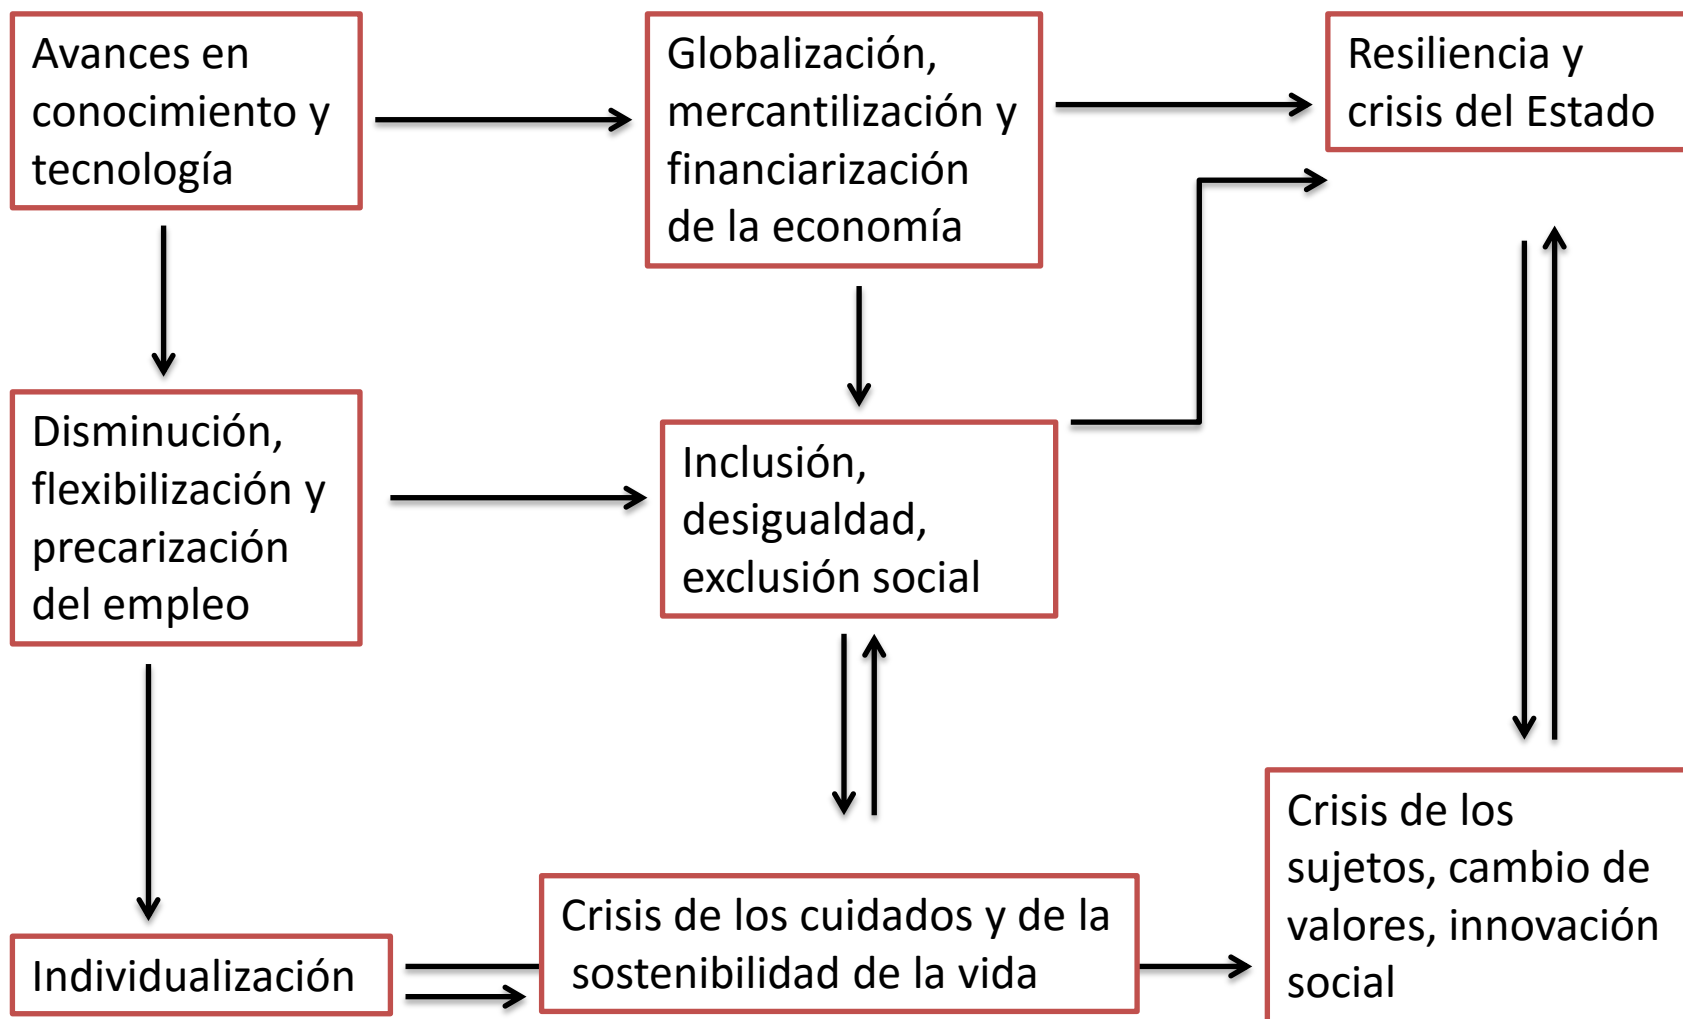 Avances en
conocimiento y
tecnología
Globalización,
mercantilización y
financiarización
de la economía
Resiliencia y
crisis del Estado
Disminución,
flexibilización y
precarización
del empleo
Inclusión,
desigualdad,
exclusión social
Individualización
Crisis de los cuidados y de la
sostenibilidad de la vida
Crisis de los
sujetos, cambio de
valores, innovación
social